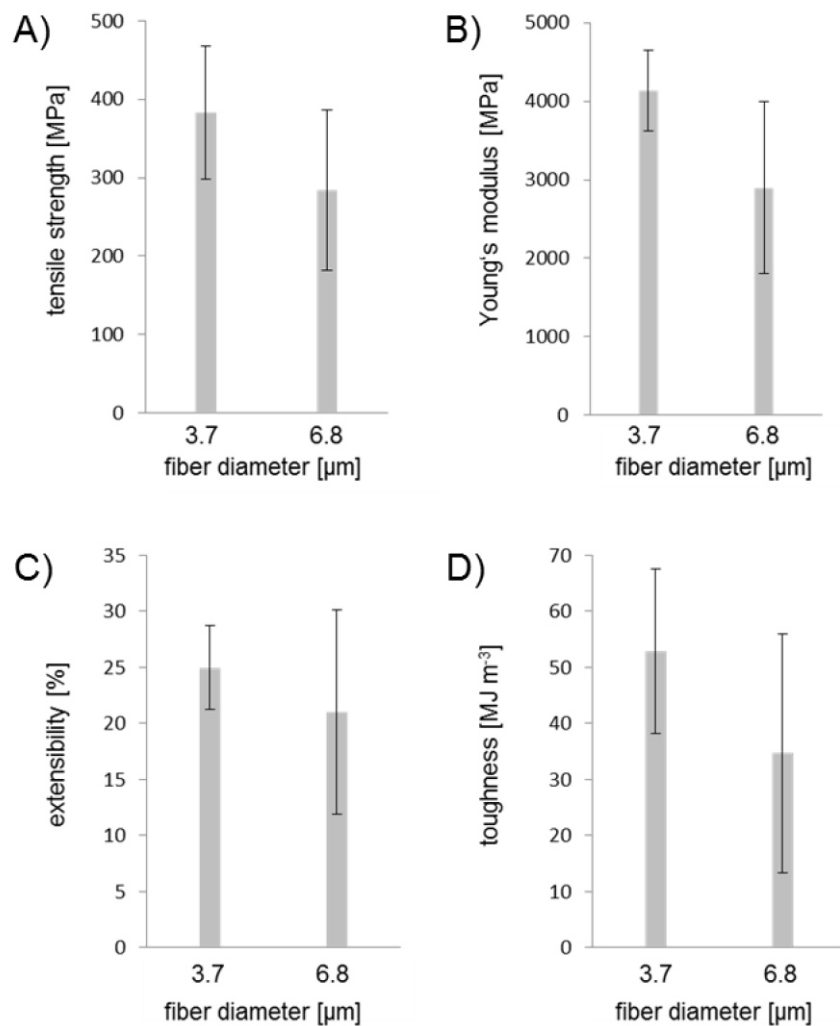 A)
tensile strength [MPa]
500
400
300
200
100
0
3.7 6.8
fiber diameter [µm]
B)
Young‘s modulus [MPa]
5000
4000
3000
2000
1000
0
3.7 6.8
fiber diameter [µm]
C)
extensibility [%]
35
30
25
20
15
10
5
0
3.7 6.8
fiber diameter [µm]
D)
toughness [MJ m⁻³]
70
60
50
40
30
20
10
0
3.7 6.8
fiber diameter [µm]